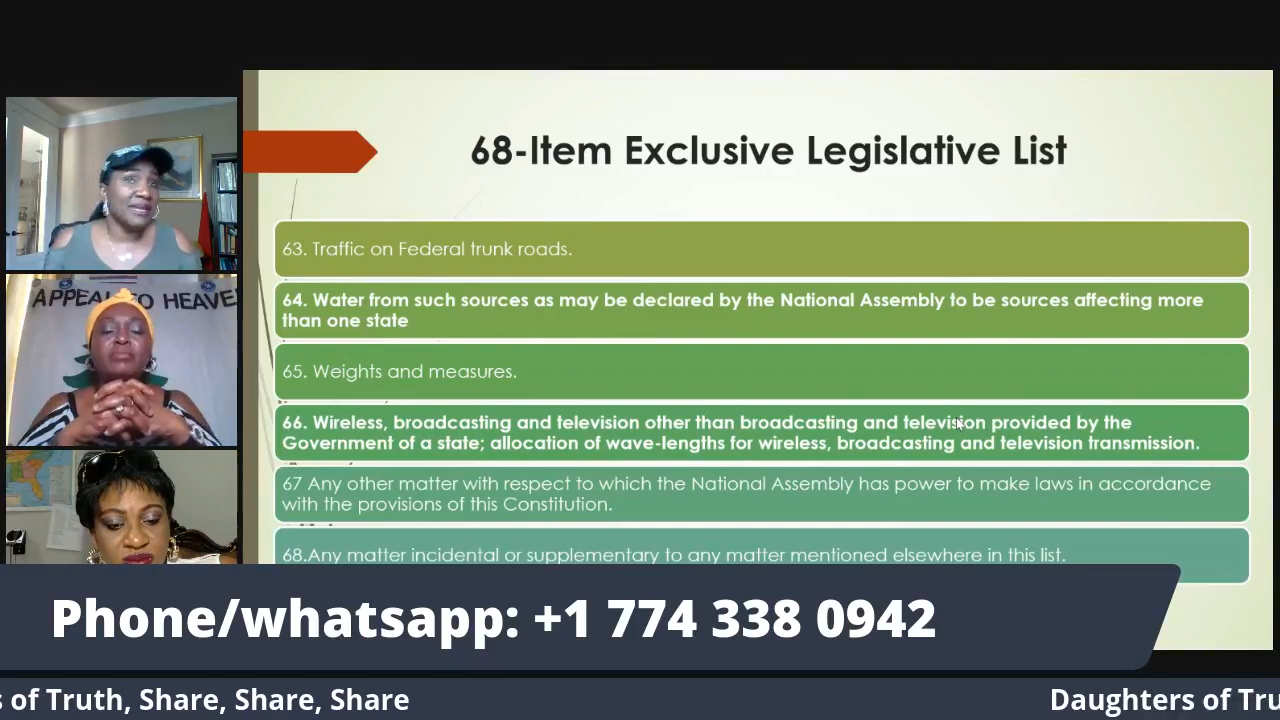 68-Item Exclusive Legislative List
63. Traffic on Federal trunk roads.
64. Water from such sources as may be declared by the National Assembly to be sources affecting more
than one state
65. Weights and measures.
66. Wireless, broadcasting and television other than broadcasting and television provided by the
Government of a state; allocation of wave-lengths for wireless, broadcasting and television transmission.
67 Any other matter with respect to which the National Assembly has power to make laws in accordance
with the provisions of this Constitution.
68.Any matter incidental or supplementary to any matter mentioned elsewhere in this list.
APPEAL TO HEAVE
Phone/whatsapp: +1 774 338 0942
s of Truth, Share, Share, Share
Daughters of Tru